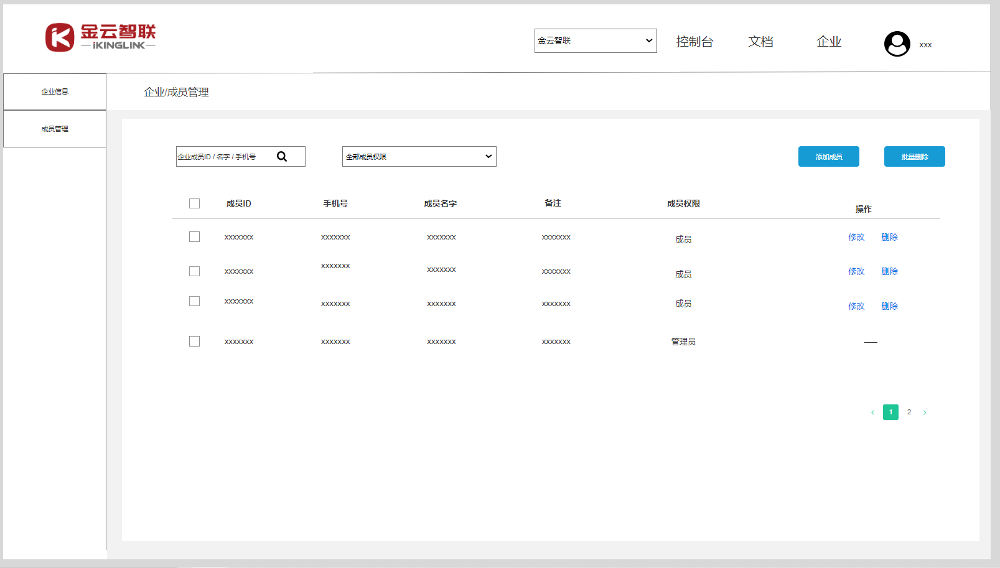 金云智联
iKINGLINK
金云智联
控制台
文档
企业
xxx
企业信息
成员管理
企业/成员管理
企业成员ID / 名字 / 手机号
全部成员权限
添加成员
批量删除
成员ID 手机号 成员名字 备注 成员权限 操作
xxxxxxx xxxxxxx xxxxxxx xxxxxxx 成员 修改 删除
xxxxxxx xxxxxxx xxxxxxx xxxxxxx 成员 修改 删除
xxxxxxx xxxxxxx xxxxxxx xxxxxxx 成员 修改 删除
xxxxxxx xxxxxxx xxxxxxx xxxxxxx 管理员 ——
< 1 2 >